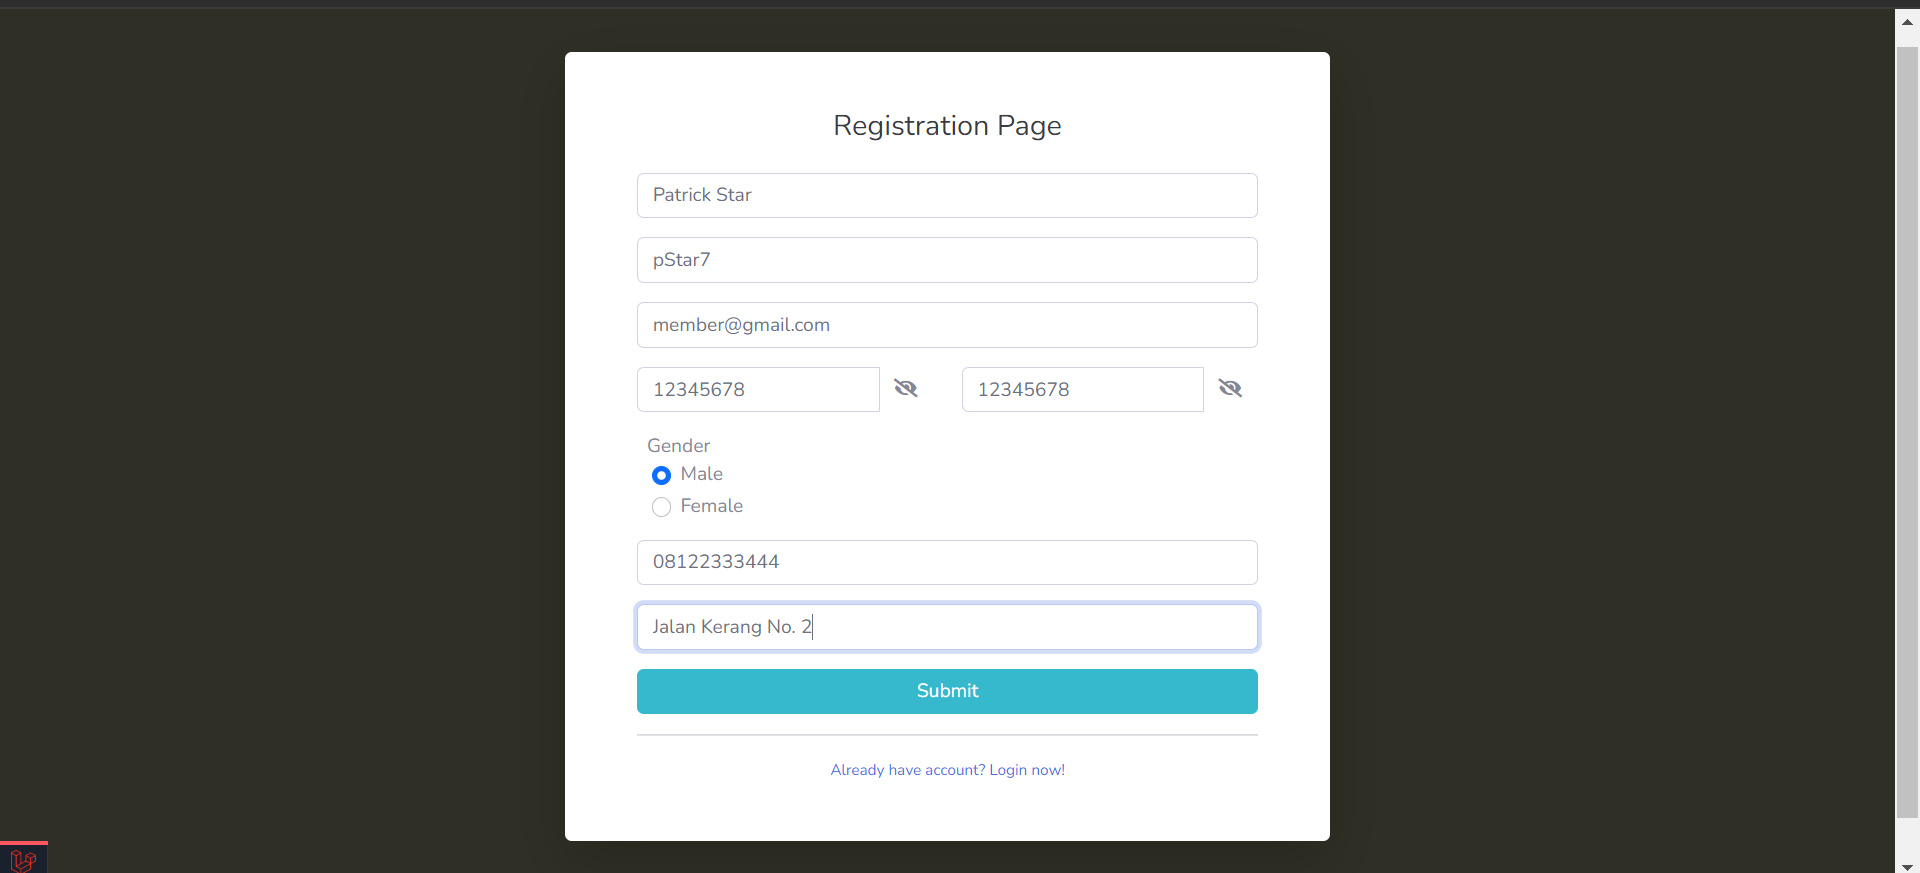 Registration Page
Patrick Star
pStar7
member@gmail.com
12345678 12345678
Gender
Male
Female
08122333444
Jalan Kerang No. 2
Submit
Already have account? Login now!